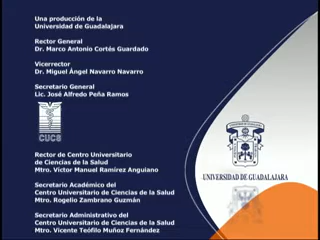 Una producción de la
Universidad de Guadalajara
Rector General
Dr. Marco Antonio Cortés Guardado
Vicerrector
Dr. Miguel Ángel Navarro Navarro
Secretario General
Lic. José Alfredo Peña Ramos
CUCS
Rector de Centro Universitario
de Ciencias de la Salud
Mtro. Víctor Manuel Ramírez Anguiano
Secretario Académico del
Centro Universitario de Ciencias de la Salud
Mtro. Rogelio Zambrano Guzmán
Secretario Administrativo del
Centro Universitario de Ciencias de la Salud
Mtro. Vicente Teófilo Muñoz Fernández
UNIVERSIDAD DE GUADALAJARA